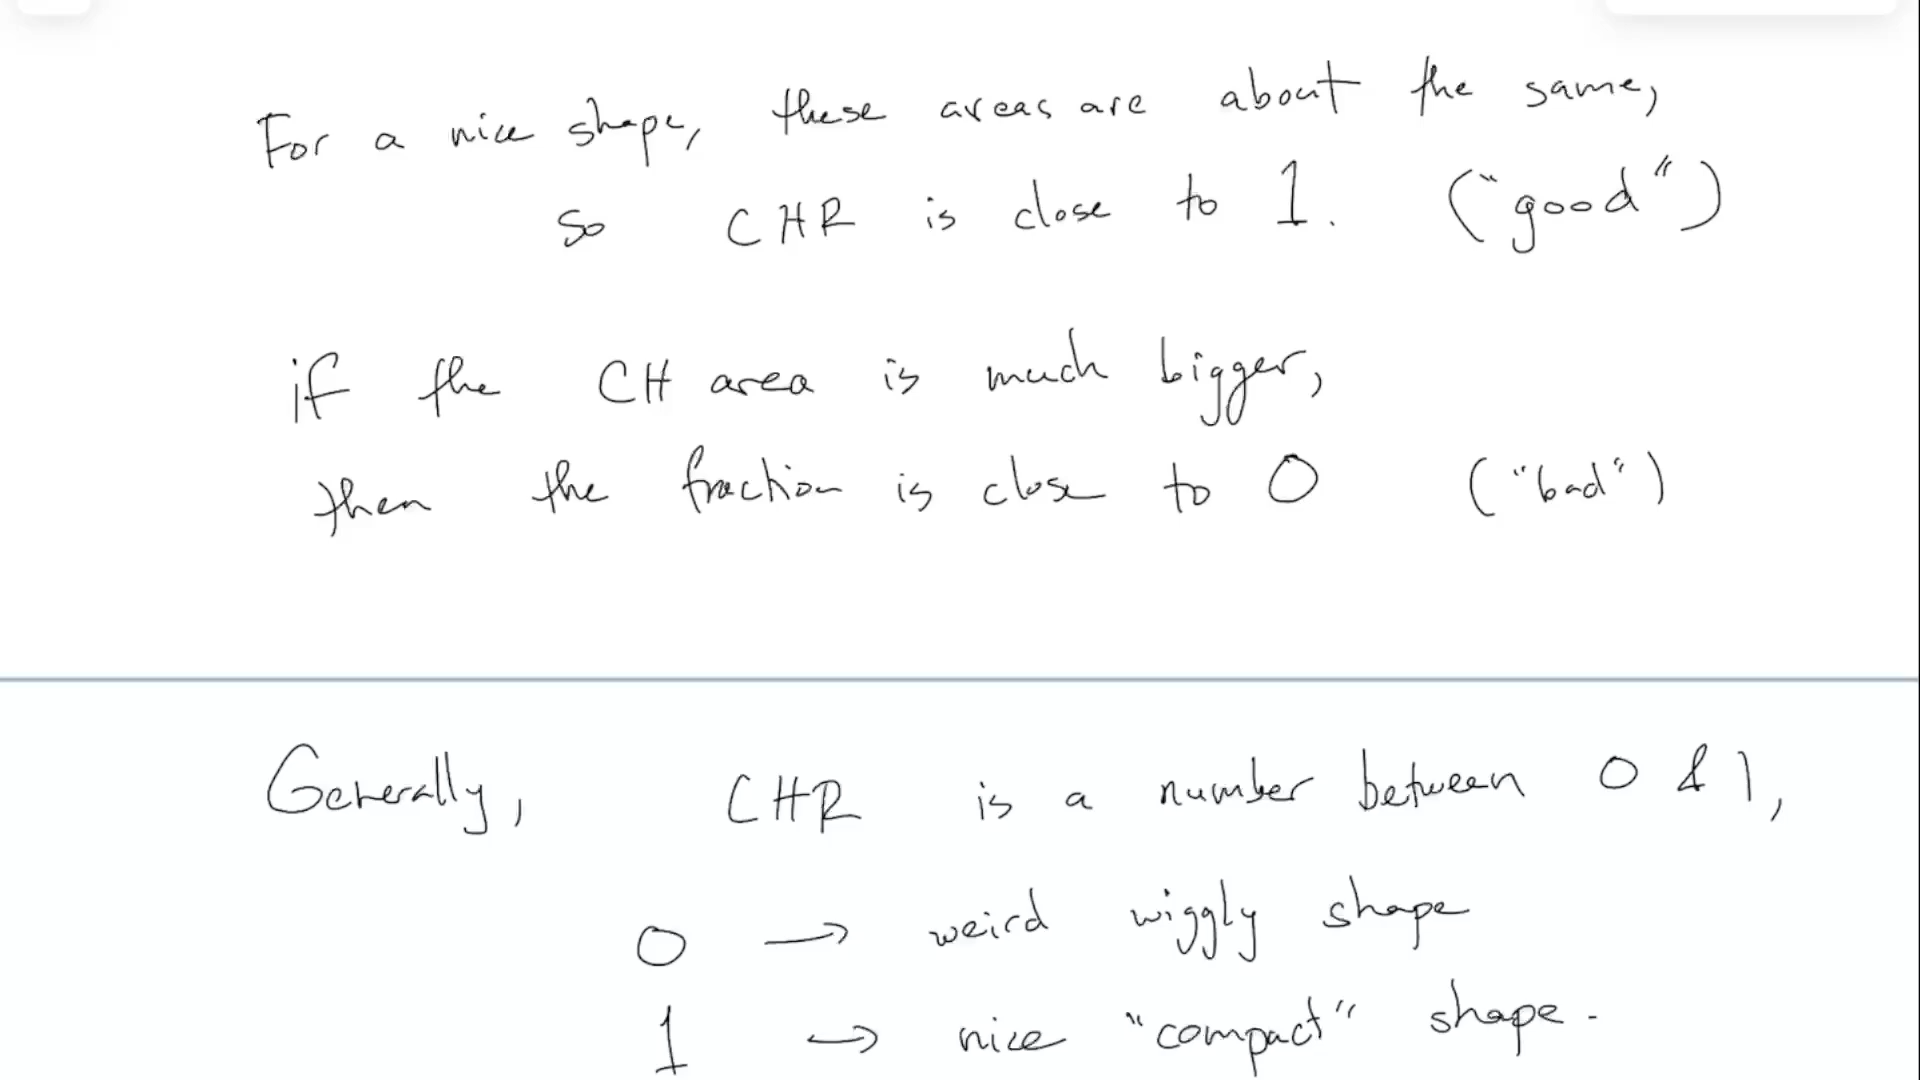 For a nice shape, these areas are about the same,
so CHR is close to 1. ("good")
if the CH area is much bigger,
then the fraction is close to 0 ("bad")
Generally, CHR is a number between 0 & 1,
0 → weird wiggly shape
1 → nice "compact" shape.